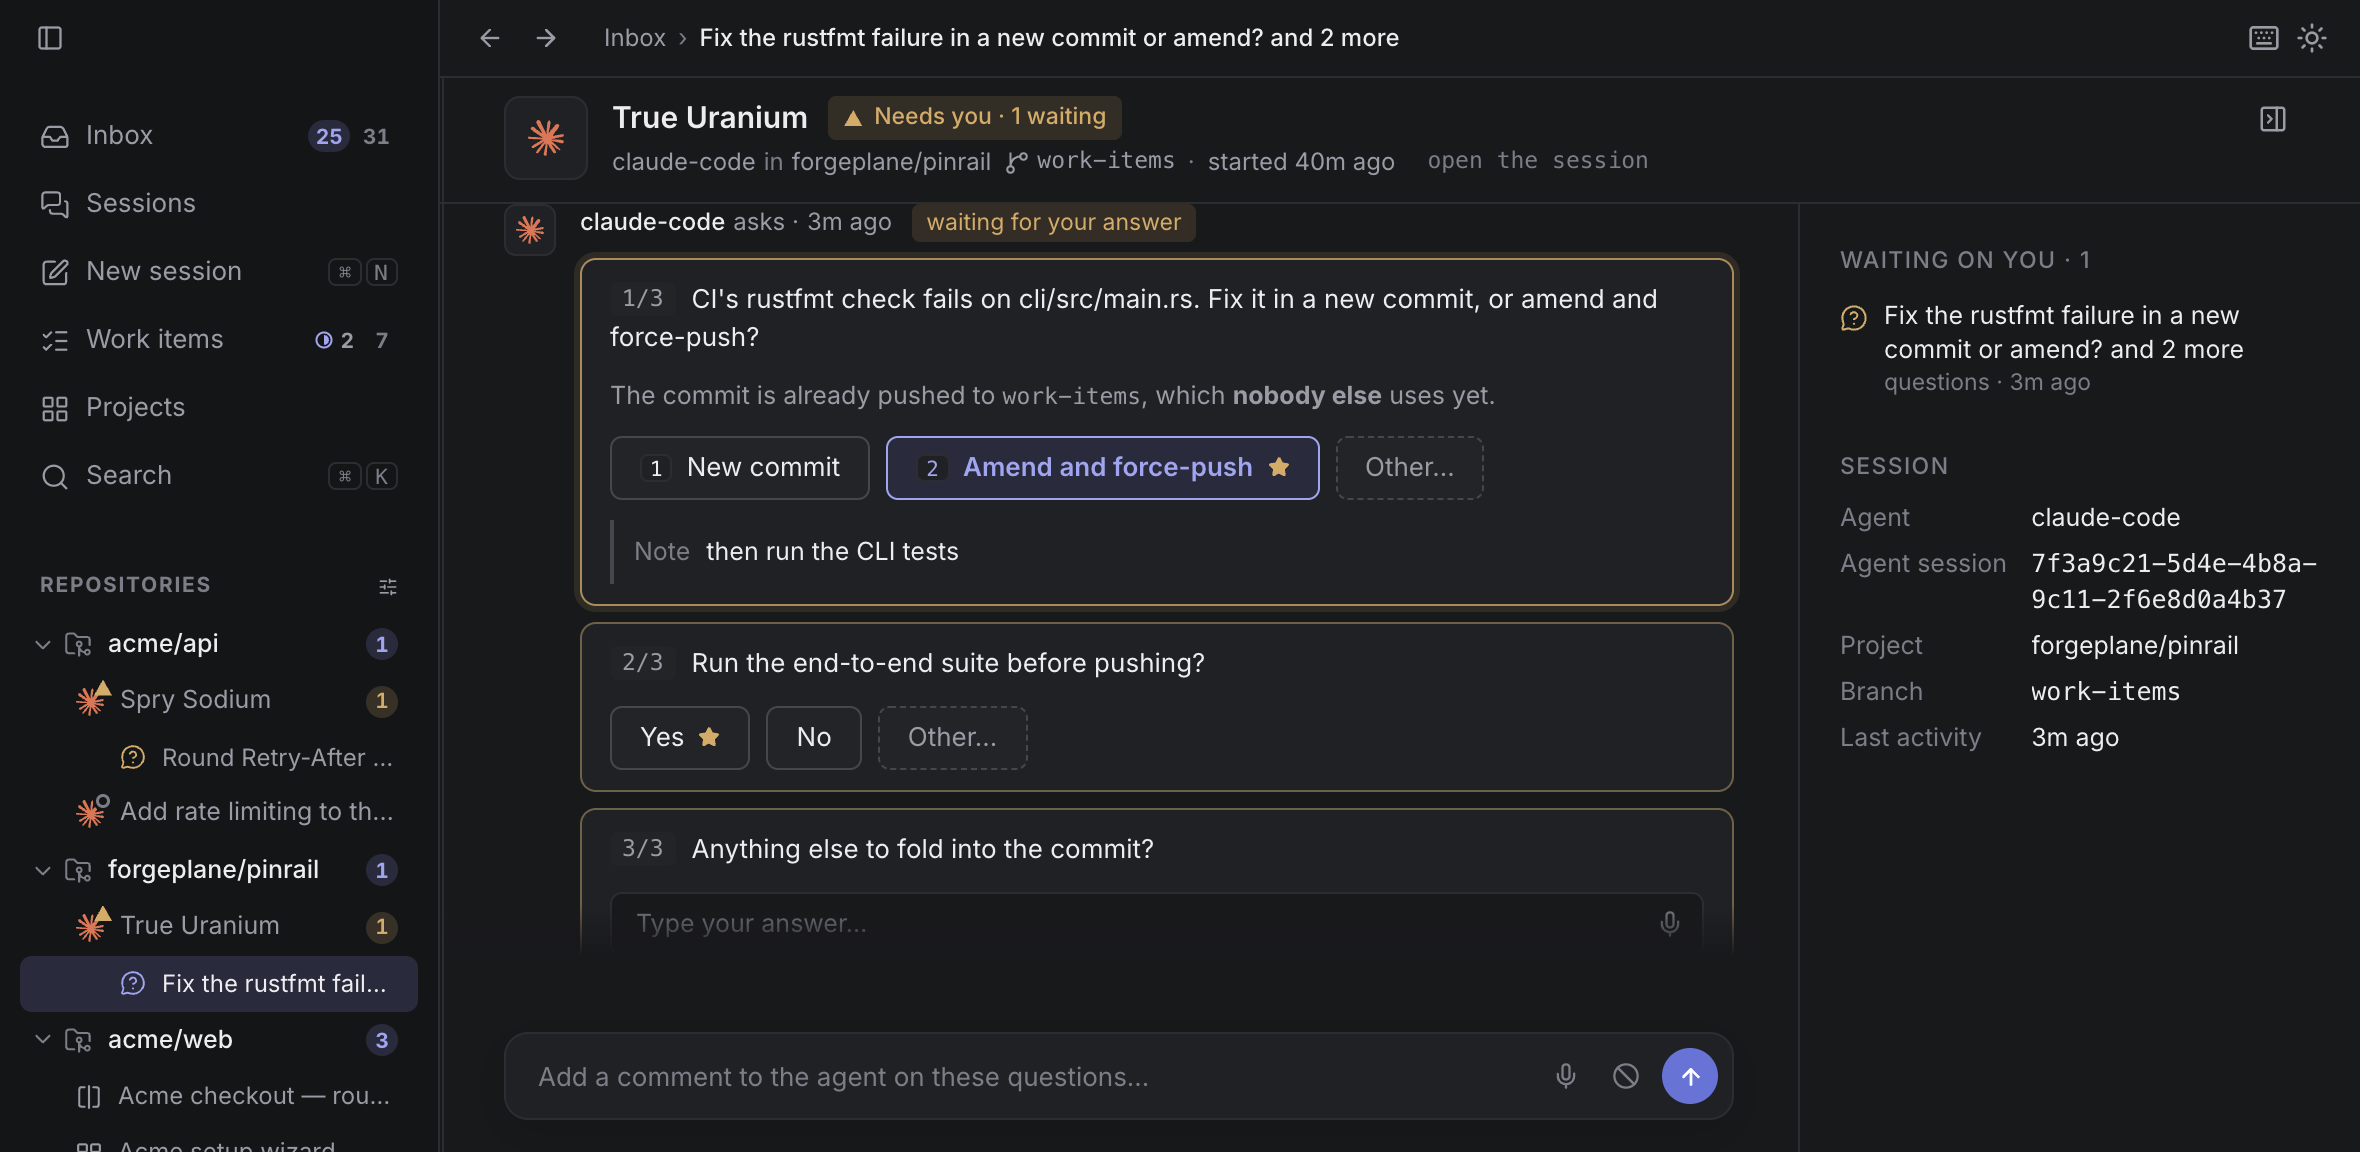 Inbox 25 31
Sessions
New session ⌘ N
Work items 2 7
Projects
Search ⌘ K
REPOSITORIES
acme/api 1
Spry Sodium 1
Round Retry-After ...
Add rate limiting to th...
forgeplane/pinrail 1
True Uranium 1
Fix the rustfmt fail...
acme/web 3
Acme checkout — rou...
Acme setup wizard
Inbox › Fix the rustfmt failure in a new commit or amend? and 2 more
True Uranium Needs you · 1 waiting
claude-code in forgeplane/pinrail work-items · started 40m ago open the session
claude-code asks · 3m ago waiting for your answer
1/3 CI's rustfmt check fails on cli/src/main.rs. Fix it in a new commit, or amend and
force-push?
The commit is already pushed to work-items, which nobody else uses yet.
1 New commit 2 Amend and force-push Other...
Note then run the CLI tests
2/3 Run the end-to-end suite before pushing?
Yes No Other...
3/3 Anything else to fold into the commit?
Type your answer...
Add a comment to the agent on these questions...
WAITING ON YOU · 1
Fix the rustfmt failure in a new
commit or amend? and 2 more
questions · 3m ago
SESSION
Agent claude-code
Agent session 7f3a9c21-5d4e-4b8a-
9c11-2f6e8d0a4b37
Project forgeplane/pinrail
Branch work-items
Last activity 3m ago